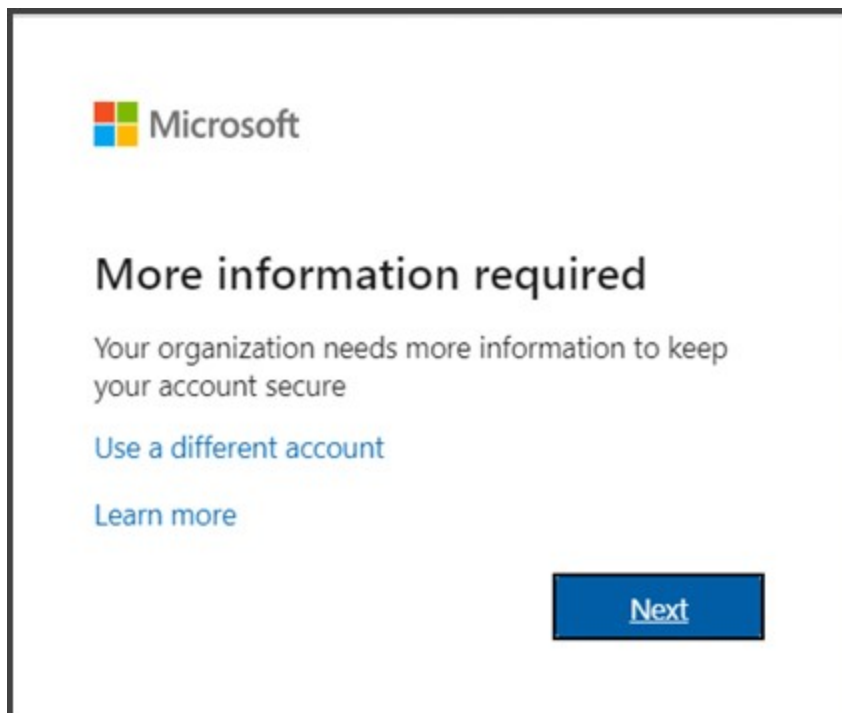 Microsoft
More information required
Your organization needs more information to keep
your account secure
Use a different account
Learn more
Next